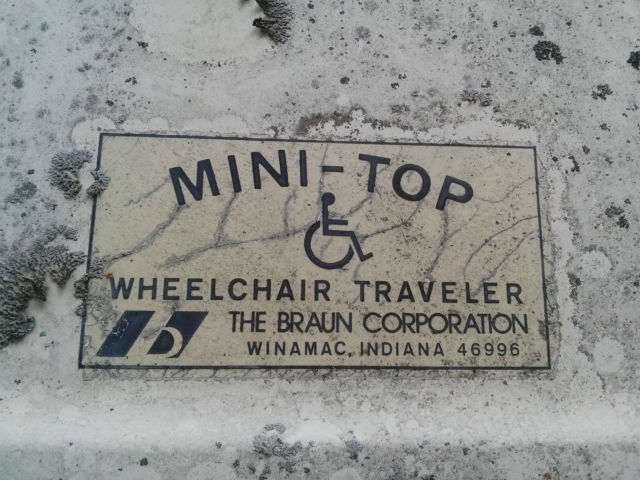 MINI-TOP
WHEELCHAIR TRAVELER
THE BRAUN CORPORATION
WINAMAC, INDIANA 46996